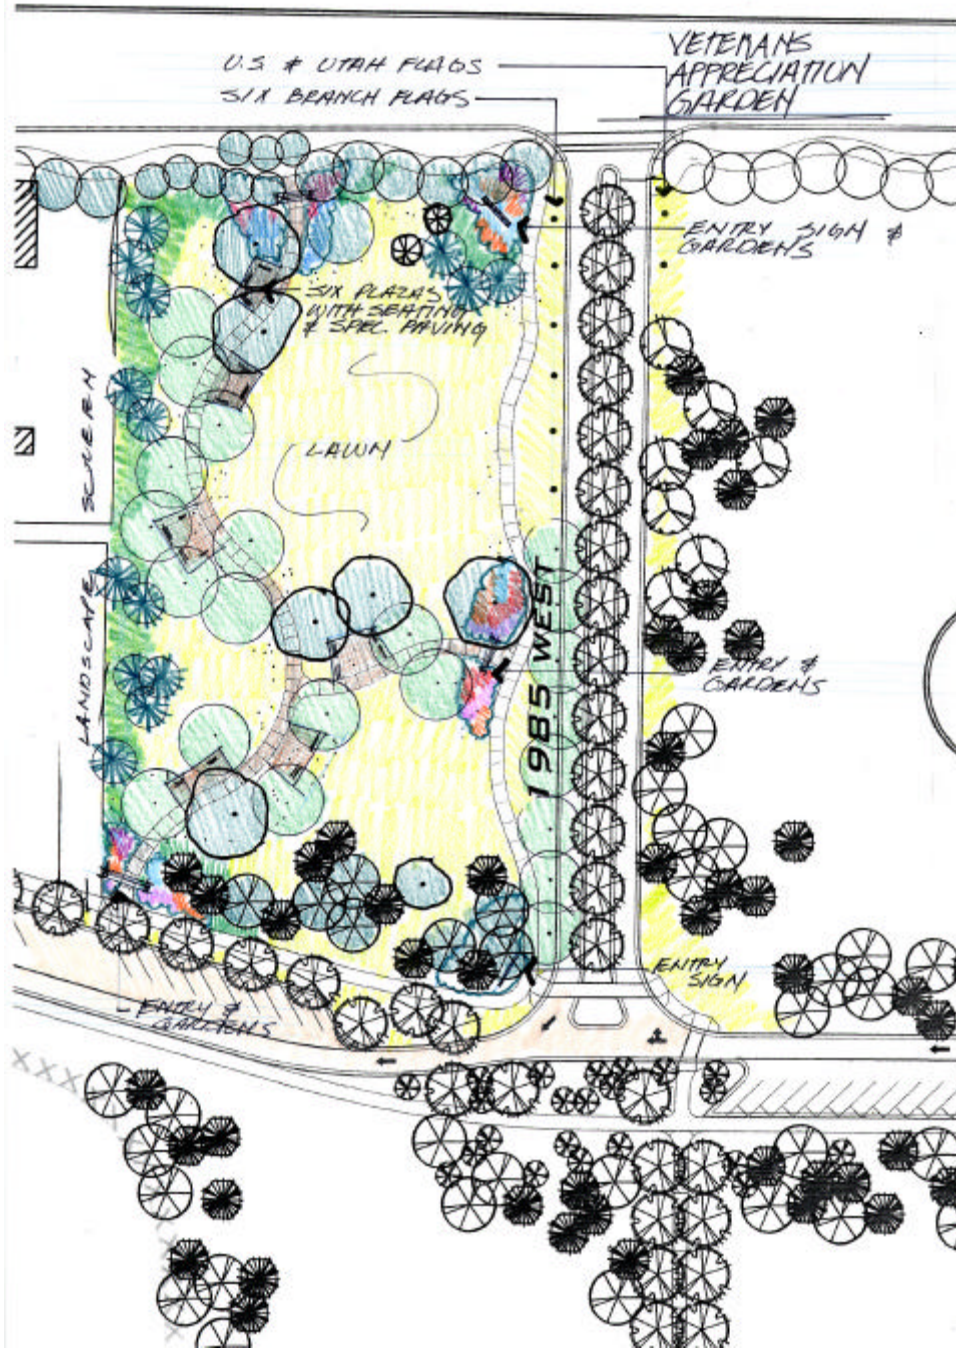 VETERANS
APPRECIATION
GARDEN
U.S. & UTAH FLAGS
SIX BRANCH FLAGS
ENTRY SIGN &
GARDENS
SIX PLAZAS
WITH SEATING
& SPEC PAVING
LAWN
LANDSCAPE SCREEN
1985 WEST
ENTRY &
GARDENS
ENTRY
SIGN
ENTRY &
GARDENS
XXXX